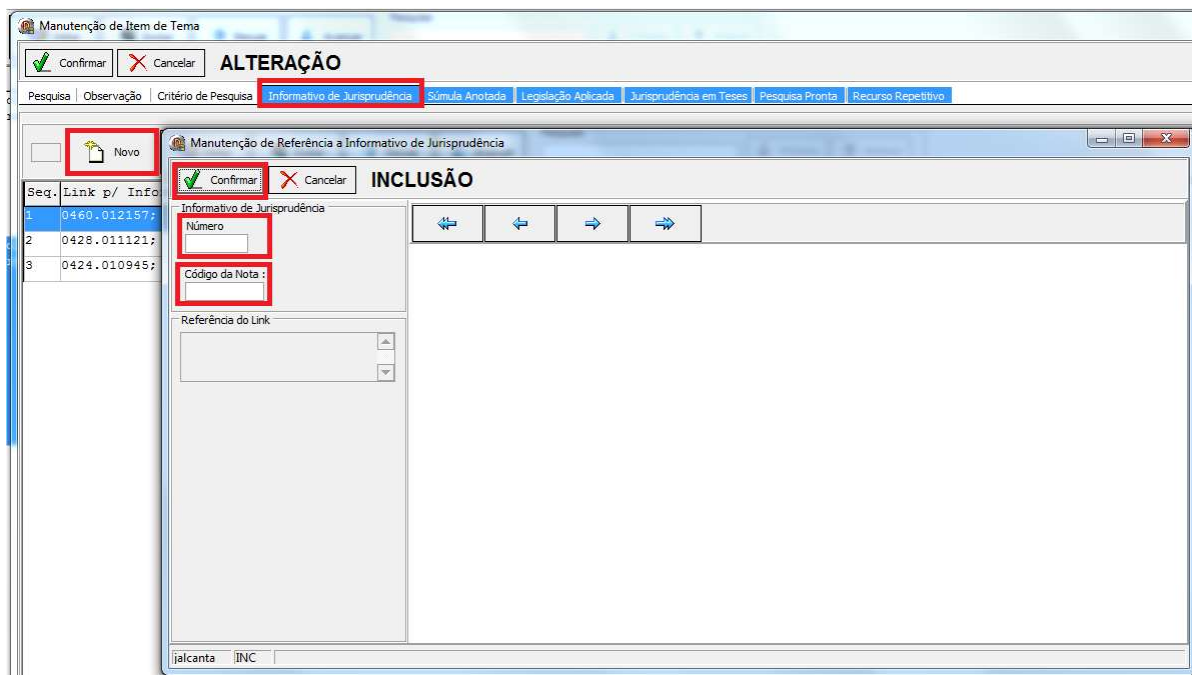 Manutenção de Item de Tema
Confirmar Cancelar ALTERAÇÃO
Pesquisa Observação Critério de Pesquisa Informativo de Jurisprudência Súmula Anotada Legislação Aplicada Jurisprudência em Teses Pesquisa Pronta Recurso Repetitivo
Novo
Manutenção de Referência a Informativo de Jurisprudência
Confirmar Cancelar INCLUSÃO
Seq. Link p/ Info
1 0460.012157;
2 0428.011121;
3 0424.010945;
Informativo de Jurisprudência
Número
Código da Nota :
Referência do Link
jalcanta INC